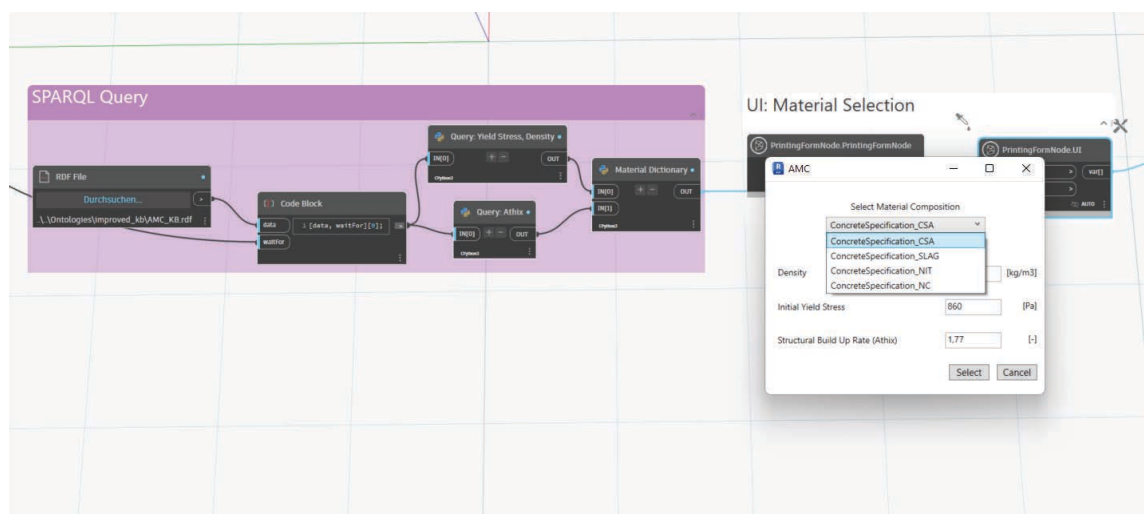 SPARQL Query
RDF File
Durchsuchen...
>
..\..\Ontologies\improved_kb\AMC_KB.rdf
Code Block
data
waitFor
1 [data, waitFor][0];
Query: Yield Stress, Density
IN[0]
+ -
OUT
CPython3
Query: Athix
IN[0]
+ -
OUT
CPython3
Material Dictionary
IN[0]
IN[1]
+ -
OUT
CPython3
UI: Material Selection
PrintingFormNode.PrintingFormNode
PrintingFormNode.UI
>
>
var[]
AUTO
AMC
Select Material Composition
ConcreteSpecification_CSA
ConcreteSpecification_CSA
ConcreteSpecification_SLAG
ConcreteSpecification_NIT
ConcreteSpecification_NC
Density
[kg/m3]
Initial Yield Stress
860
[Pa]
Structural Build Up Rate (Athix)
1,77
[-]
Select
Cancel